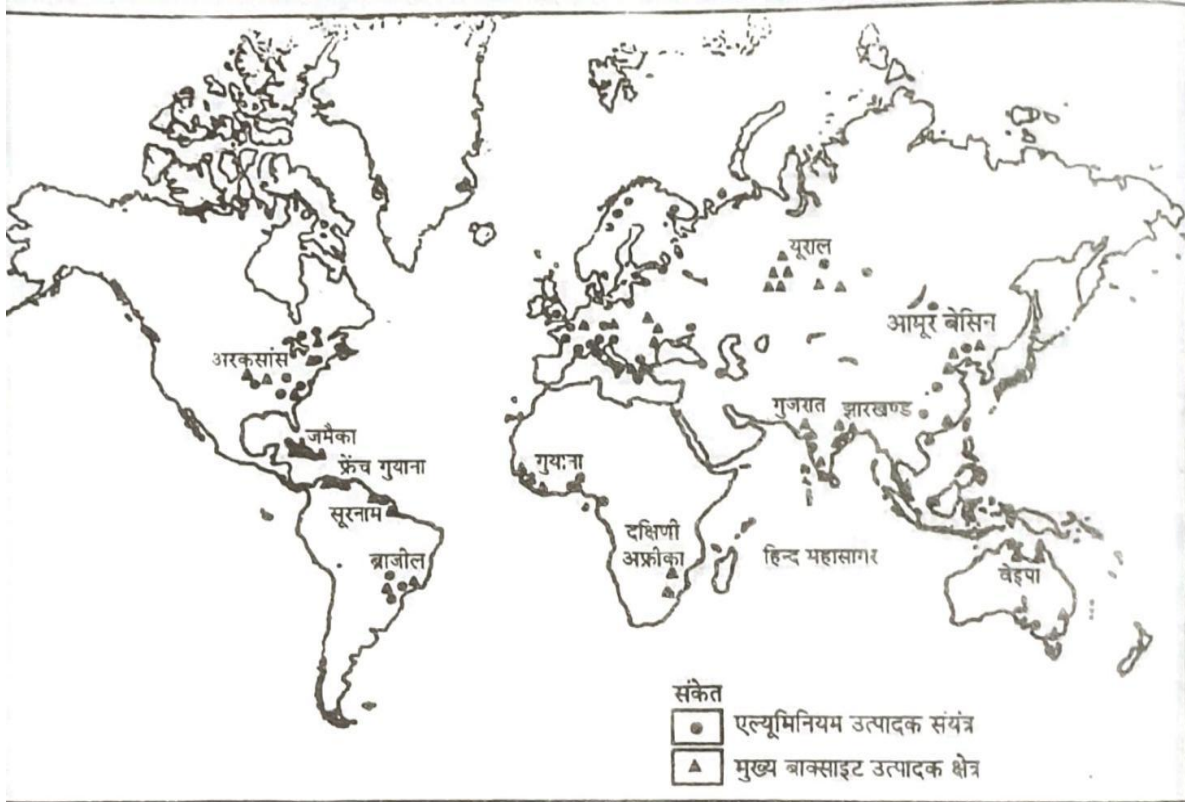 यूराल
आमूर बेसिन
अरकसांस
गुजरात
झारखण्ड
जमैका
फ्रेंच गुयाना
गुयाना
सूरनाम
दक्षिणी
अफ्रीका
हिन्द महासागर
ब्राजील
वेइपा
संकेत
एल्यूमिनियम उत्पादक संयंत्र
मुख्य बाक्साइट उत्पादक क्षेत्र